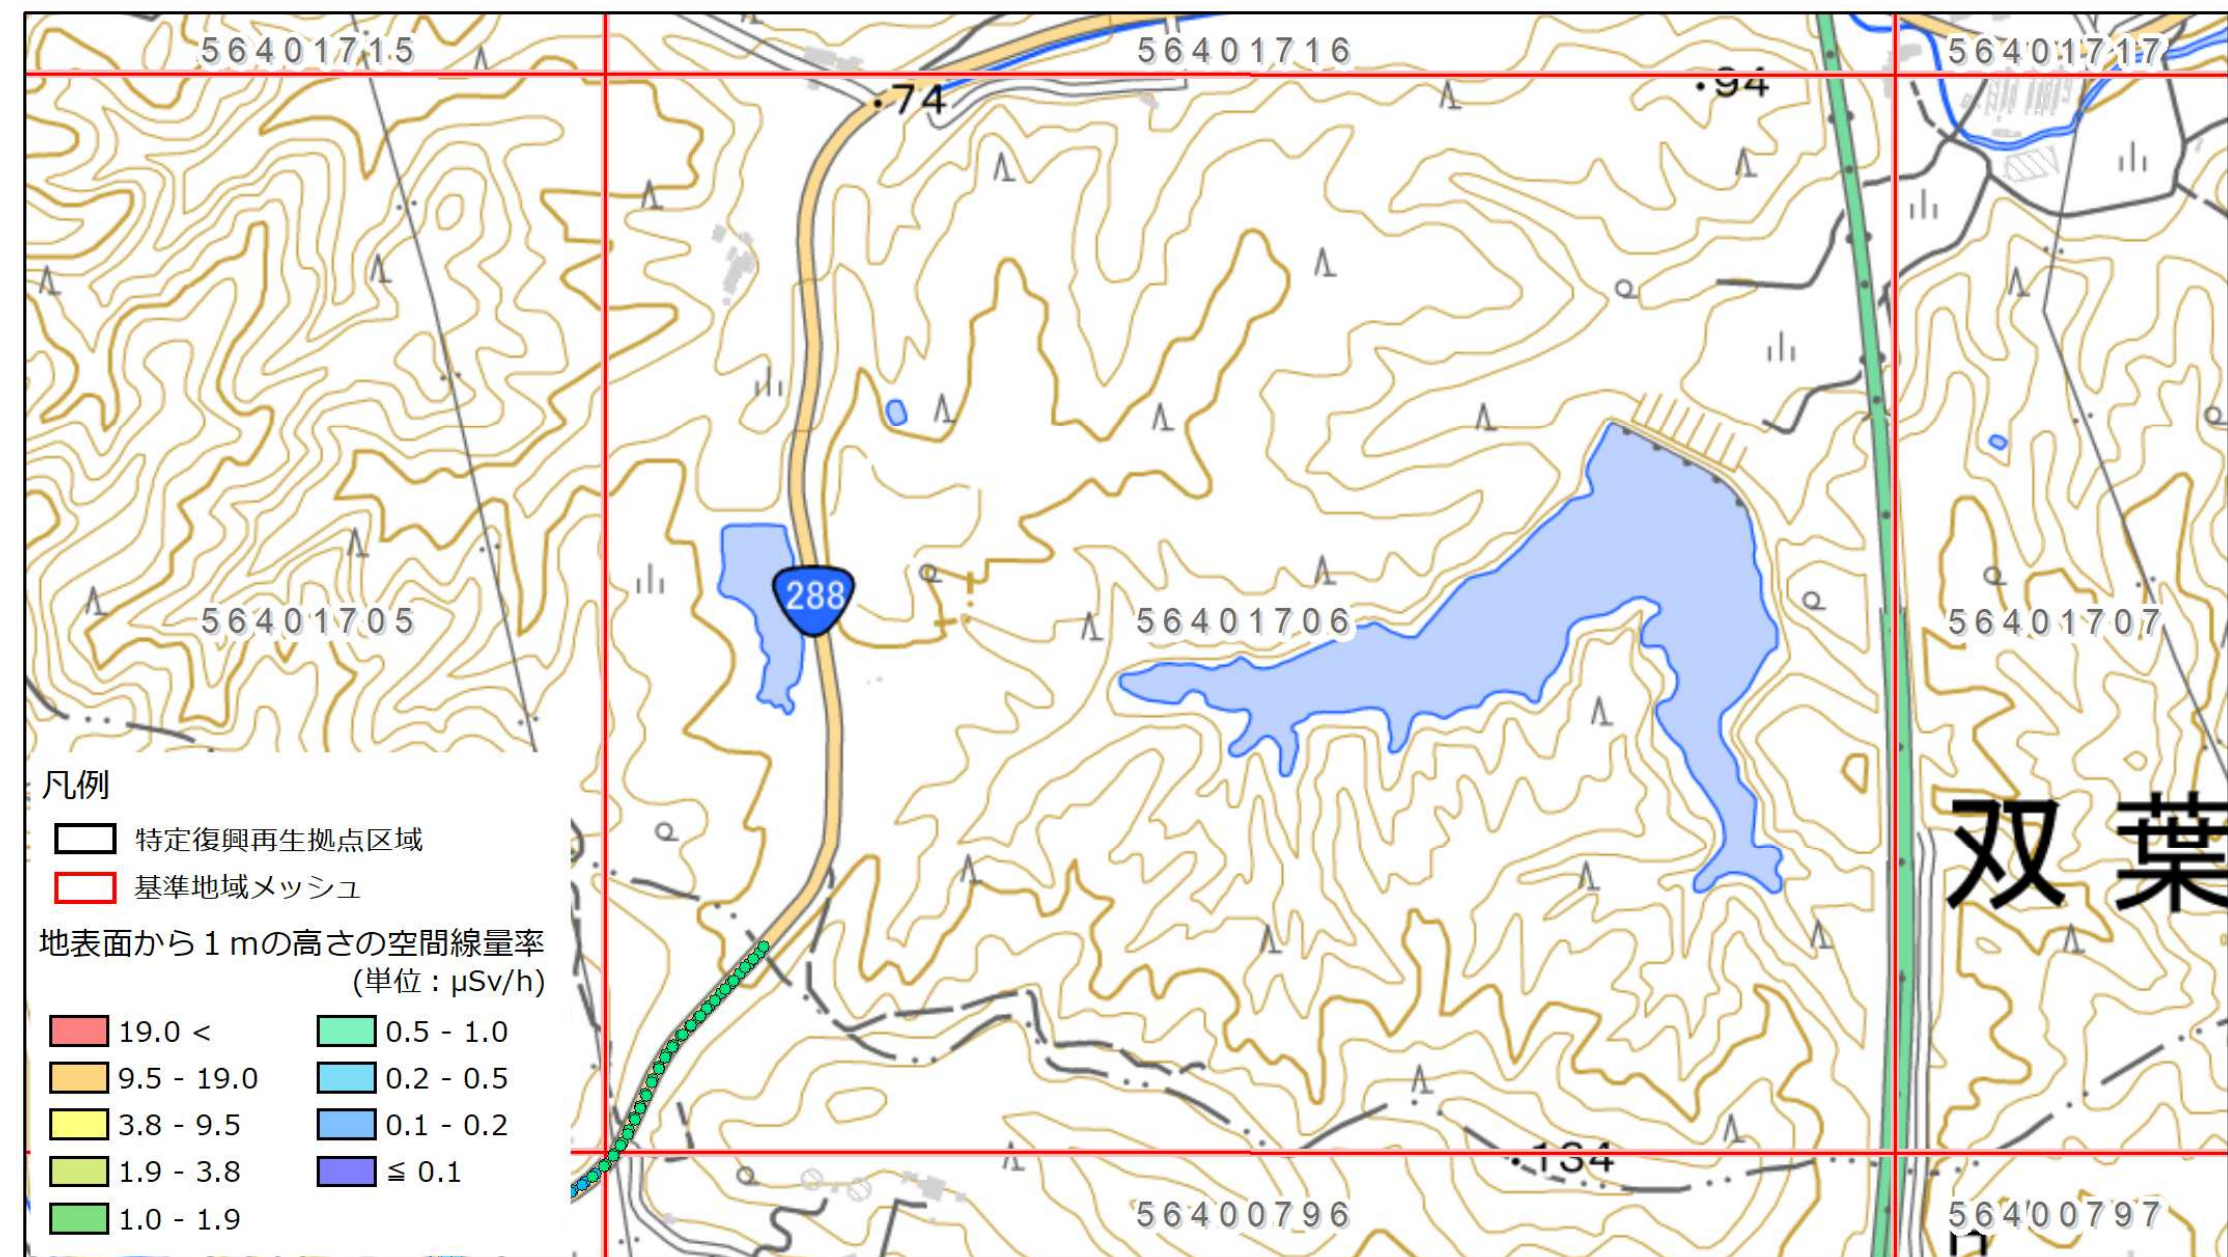 56401715
56401716
56401717
74
94
288
56401705
56401706
56401707
双葉
凡例
特定復興再生拠点区域
基準地域メッシュ
地表面から1mの高さの空間線量率
(単位:μSv/h)
19.0 <
0.5 - 1.0
9.5 - 19.0
0.2 - 0.5
3.8 - 9.5
0.1 - 0.2
1.9 - 3.8
≦ 0.1
1.0 - 1.9
134
56400796
56400797